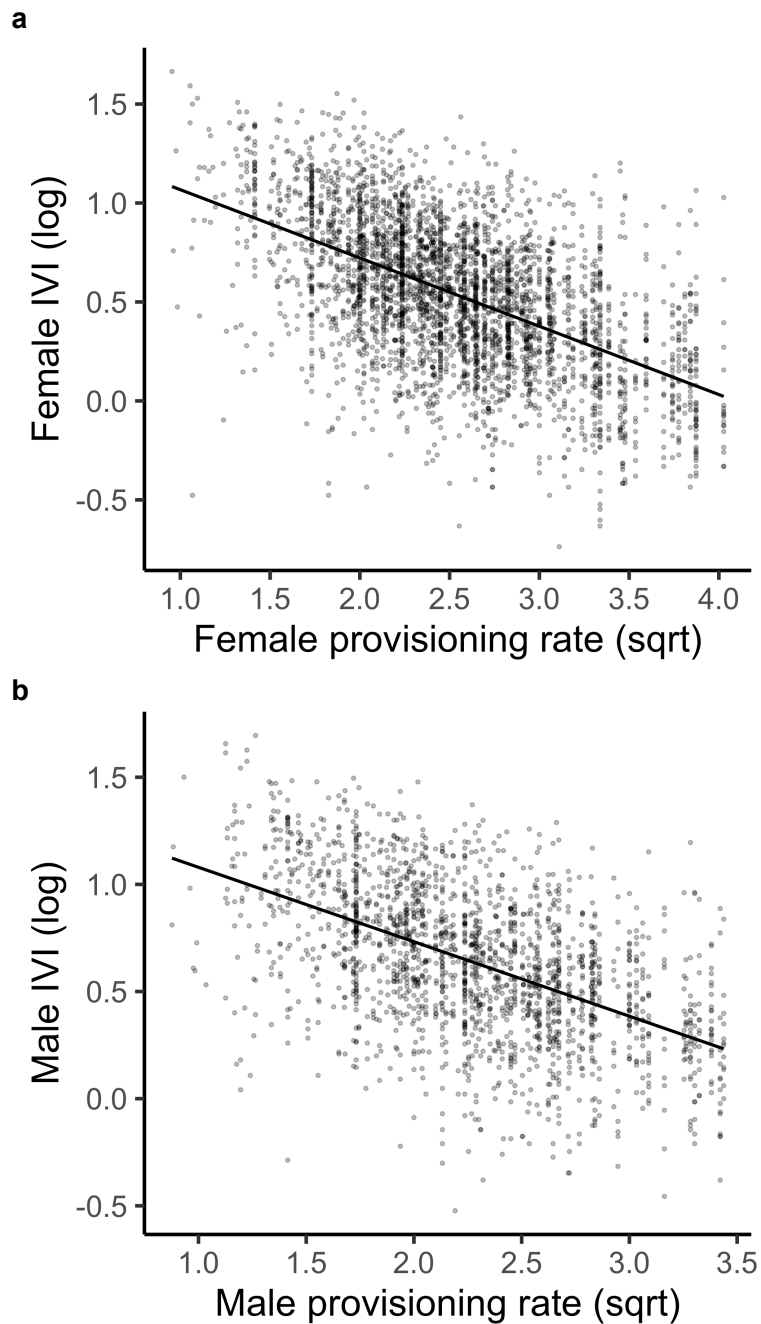 a
1.5
1.0
0.5
0.0
-0.5
Female IVI (log)
1.0 1.5 2.0 2.5 3.0 3.5 4.0
Female provisioning rate (sqrt)
b
1.5
1.0
0.5
0.0
-0.5
Male IVI (log)
1.0 1.5 2.0 2.5 3.0 3.5
Male provisioning rate (sqrt)